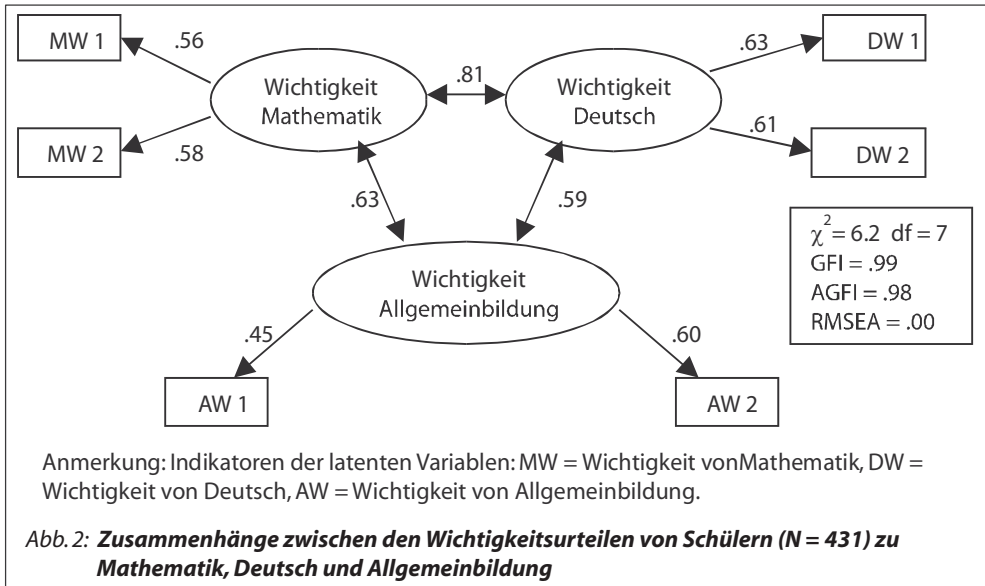 MW 1
.56
.63
DW 1
Wichtigkeit
Mathematik
.81
Wichtigkeit
Deutsch
MW 2
.58
.61
DW 2
.63
.59
χ²= 6.2 df = 7
GFI = .99
AGFI = .98
RMSEA = .00
Wichtigkeit
Allgemeinbildung
.45
.60
AW 1
AW 2
Anmerkung: Indikatoren der latenten Variablen: MW = Wichtigkeit vonMathematik, DW =
Wichtigkeit von Deutsch, AW = Wichtigkeit von Allgemeinbildung.
Abb. 2: Zusammenhänge zwischen den Wichtigkeitsurteilen von Schülern (N = 431) zu
Mathematik, Deutsch und Allgemeinbildung